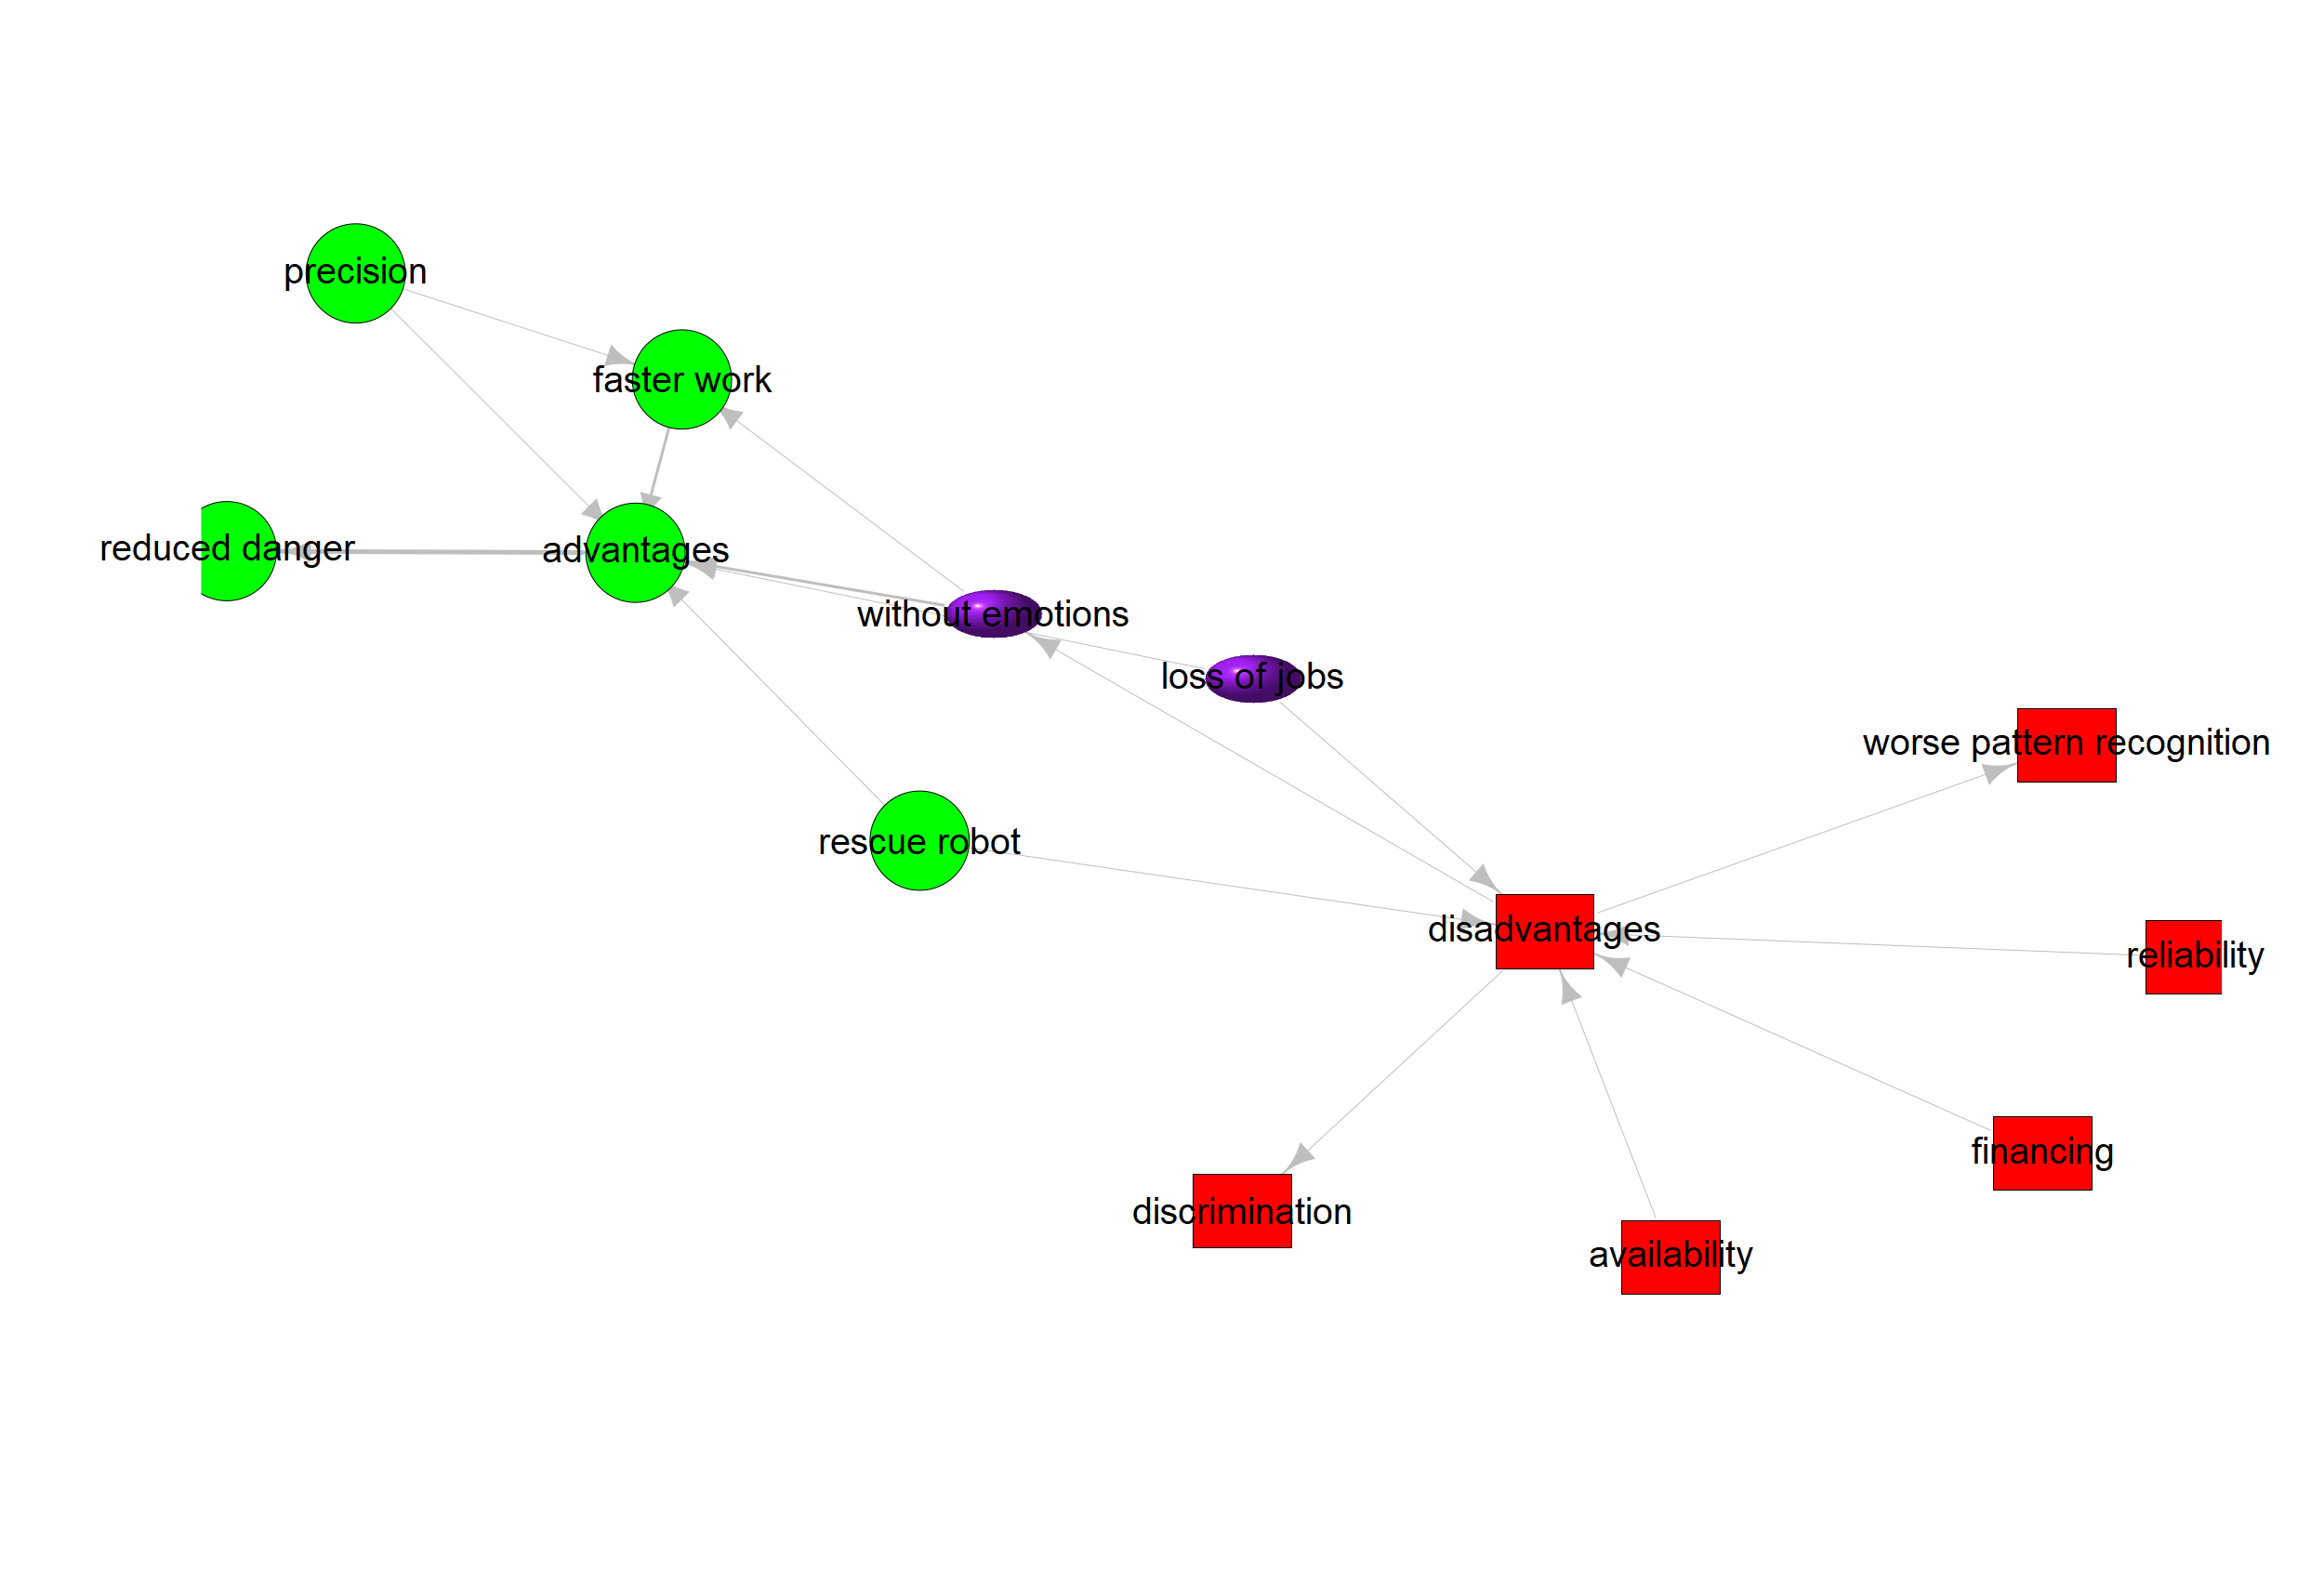 precision
faster work
reduced danger
advantages
without emotions
loss of jobs
worse pattern recognition
rescue robot
disadvantages
reliability
financing
discrimination
availability